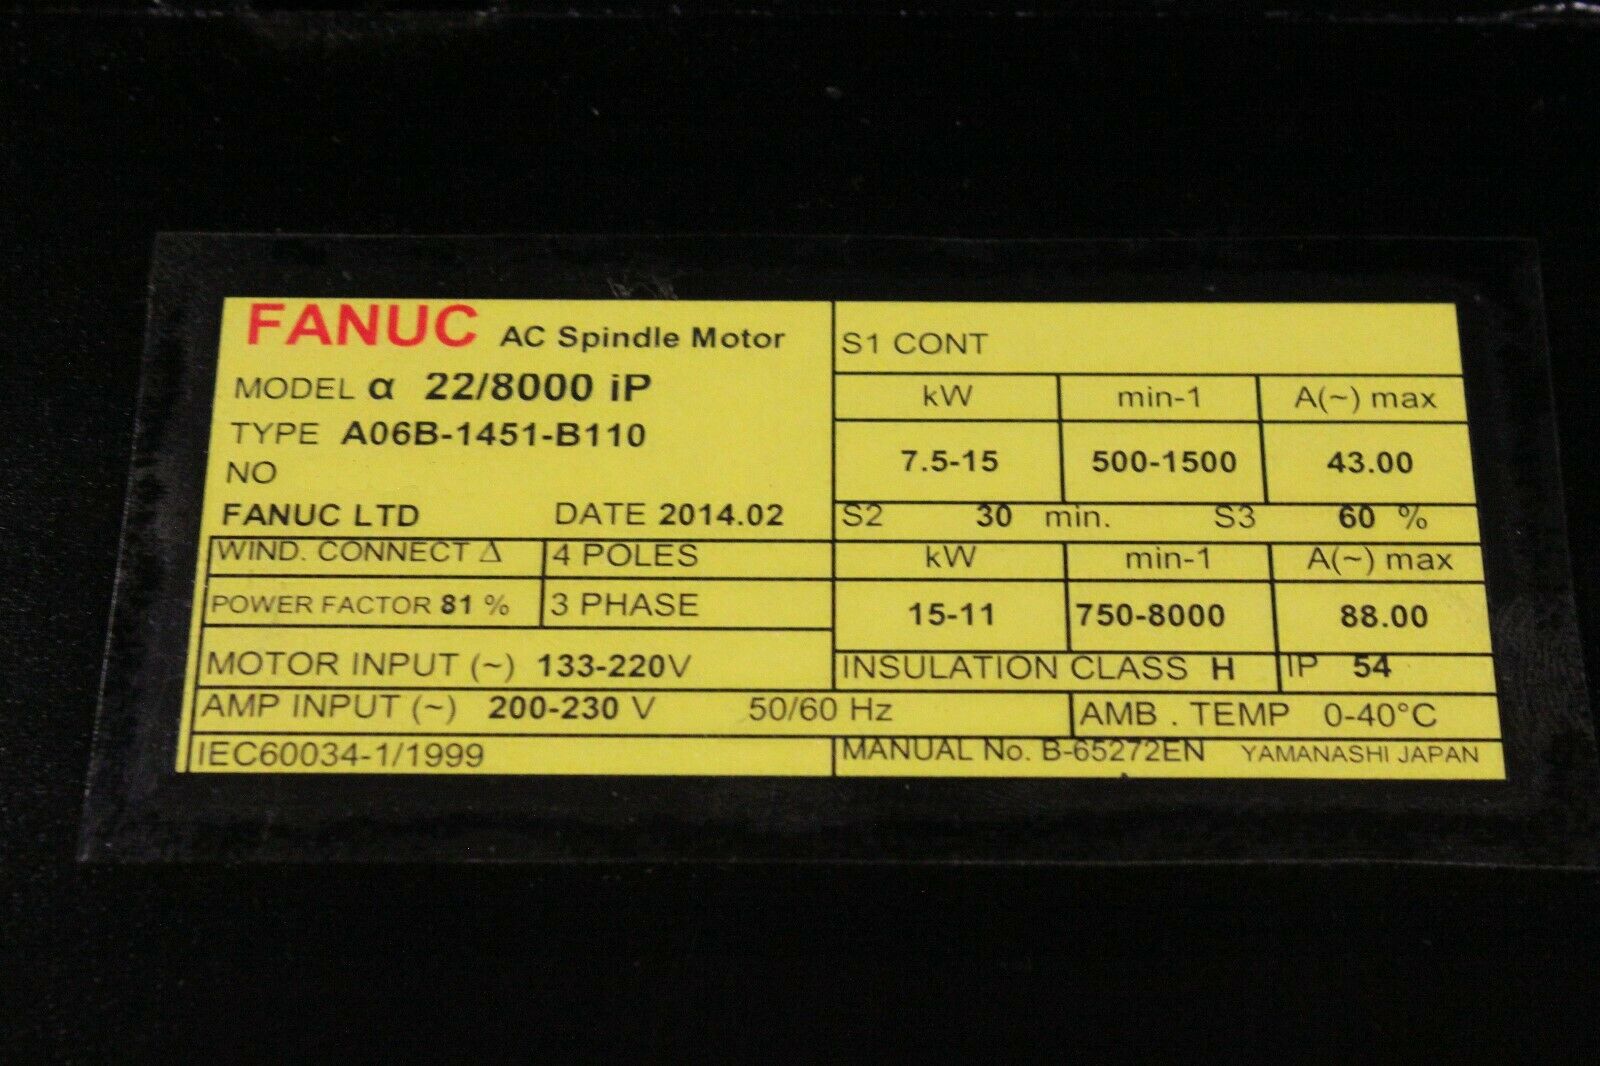 FANUC AC Spindle Motor
MODEL α 22/8000 iP
TYPE A06B-1451-B110
NO
FANUC LTD DATE 2014.02
WIND. CONNECT Δ 4 POLES
POWER FACTOR 81 % 3 PHASE
MOTOR INPUT (~) 133-220V
AMP INPUT (~) 200-230 V 50/60 Hz
IEC60034-1/1999
S1 CONT
kW min-1 A(~) max
7.5-15 500-1500 43.00
S2 30 min. S3 60 %
kW min-1 A(~) max
15-11 750-8000 88.00
INSULATION CLASS H IP 54
AMB . TEMP 0-40°C
MANUAL No. B-65272EN YAMANASHI JAPAN